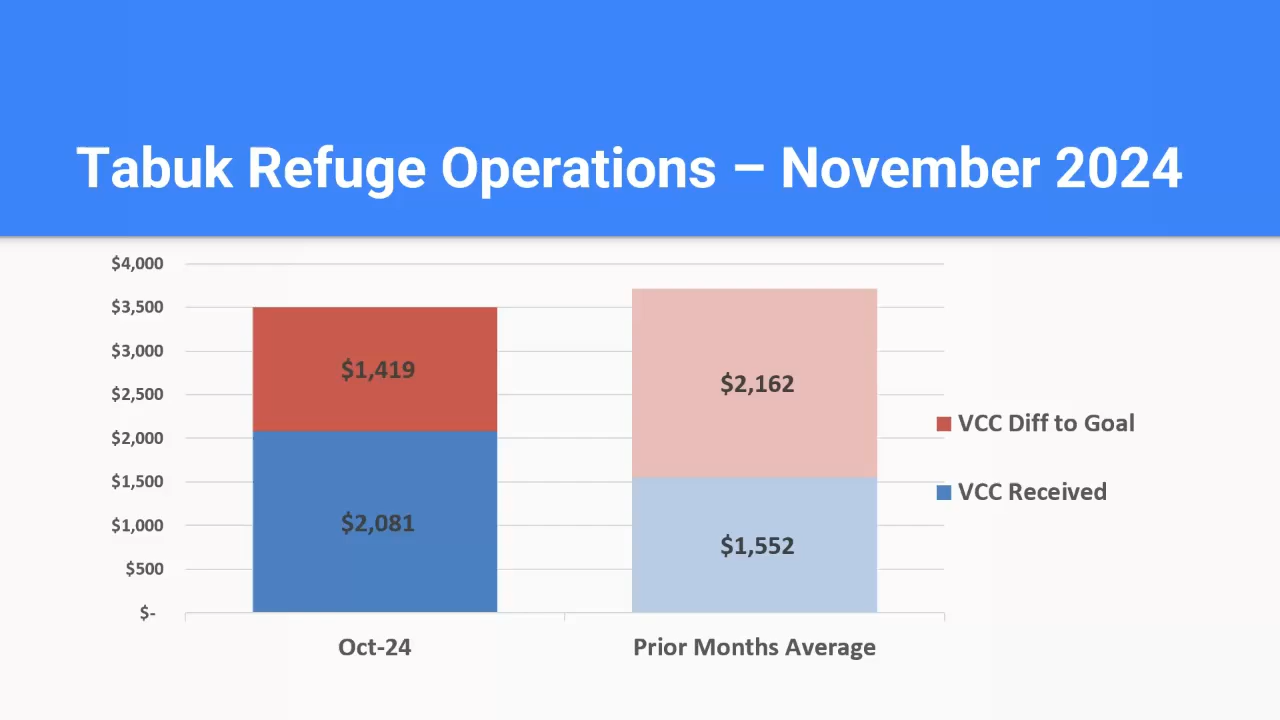 Tabuk Refuge Operations – November 2024
$4,000
$3,500
$3,000
$2,500
$2,000
$1,500
$1,000
$500
$-
$1,419
$2,081
$2,162
$1,552
Oct-24
Prior Months Average
VCC Diff to Goal
VCC Received